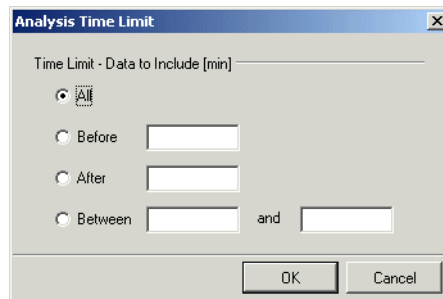 Analysis Time Limit
Time Limit - Data to Include [min]
All
Before
After
Between and
OK Cancel